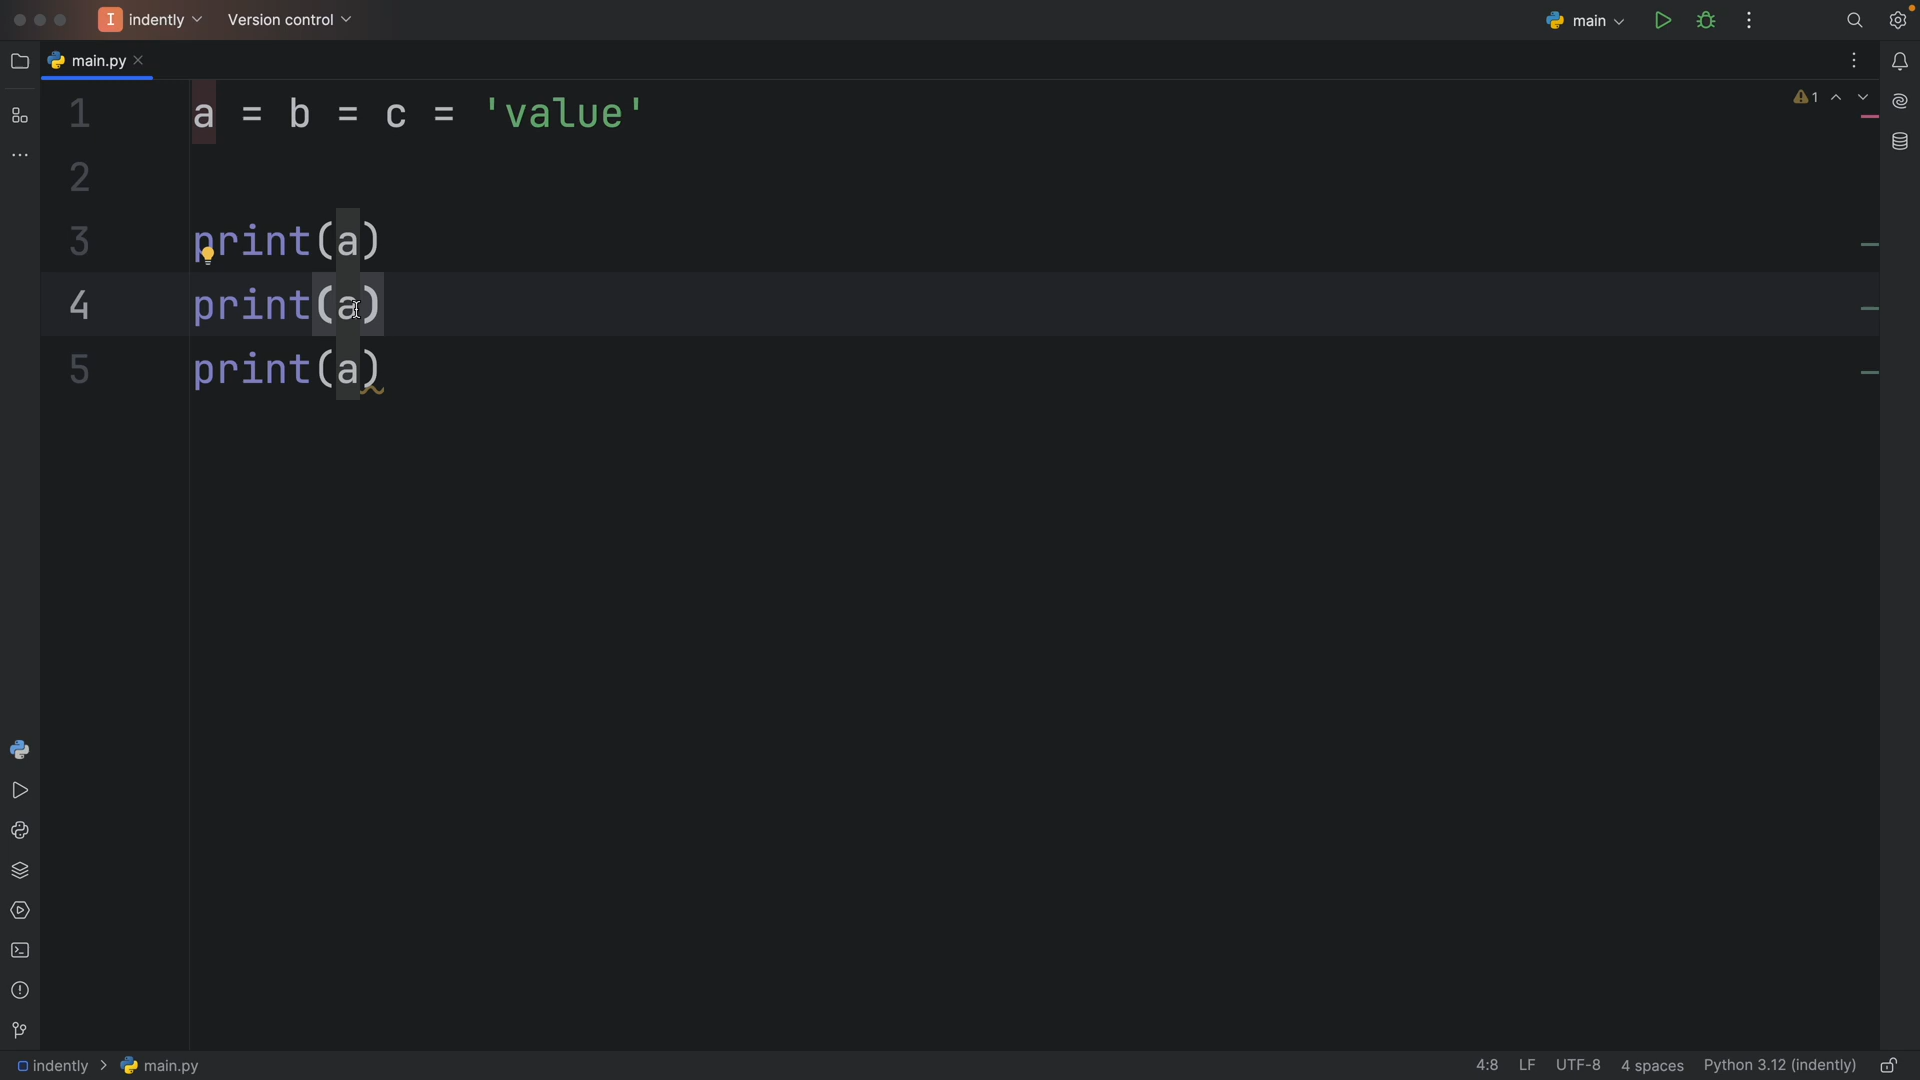 I indently Version control main
main.py
1 a = b = c = 'value' 1
2
3 print(a)
4 print(a)
5 print(a)
indently main.py 4:8 LF UTF-8 4 spaces Python 3.12 (indently)